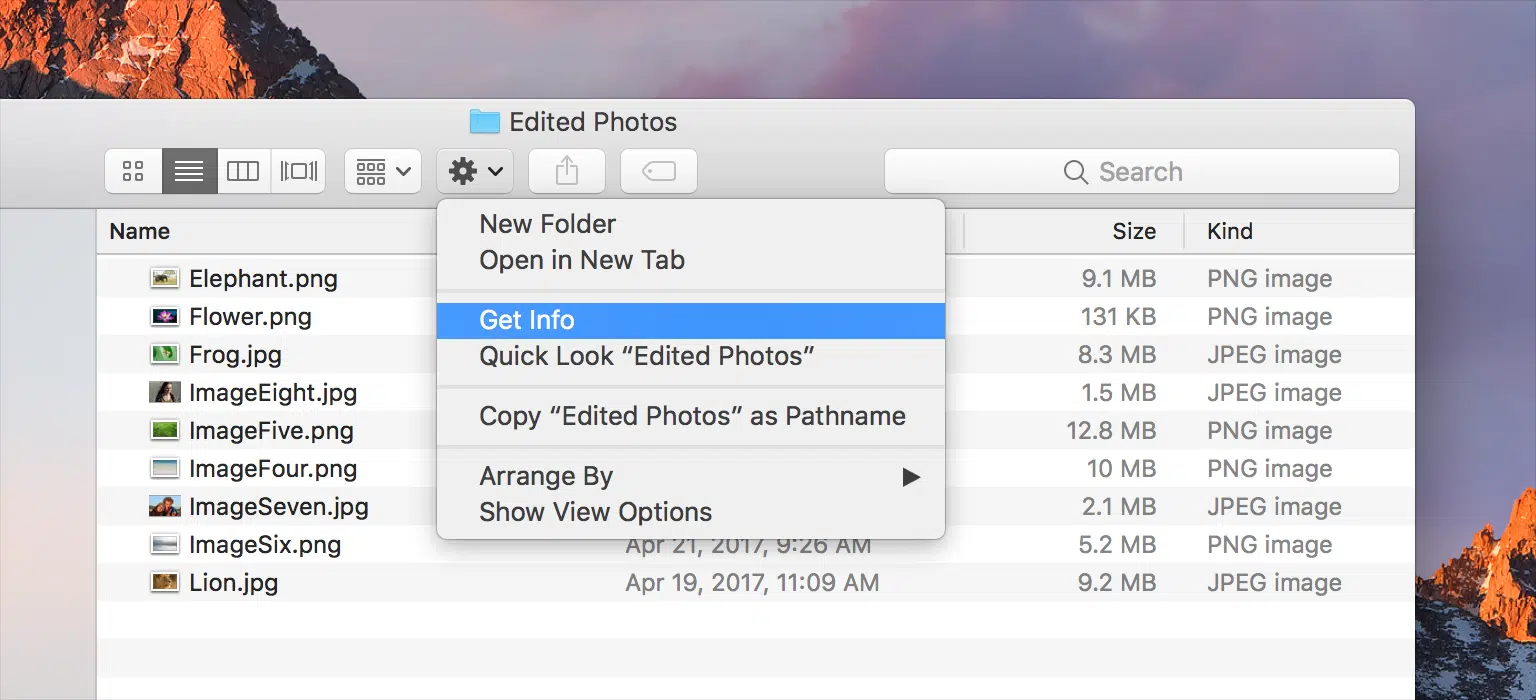 Edited Photos
Search
Name Size Kind
New Folder
Open in New Tab
Get Info
Quick Look “Edited Photos”
Copy “Edited Photos” as Pathname
Arrange By
Show View Options
Elephant.png 9.1 MB PNG image
Flower.png 131 KB PNG image
Frog.jpg 8.3 MB JPEG image
ImageEight.jpg 1.5 MB JPEG image
ImageFive.png 12.8 MB PNG image
ImageFour.png 10 MB PNG image
ImageSeven.jpg 2.1 MB JPEG image
ImageSix.png Apr 21, 2017, 9:26 AM 5.2 MB PNG image
Lion.jpg Apr 19, 2017, 11:09 AM 9.2 MB JPEG image